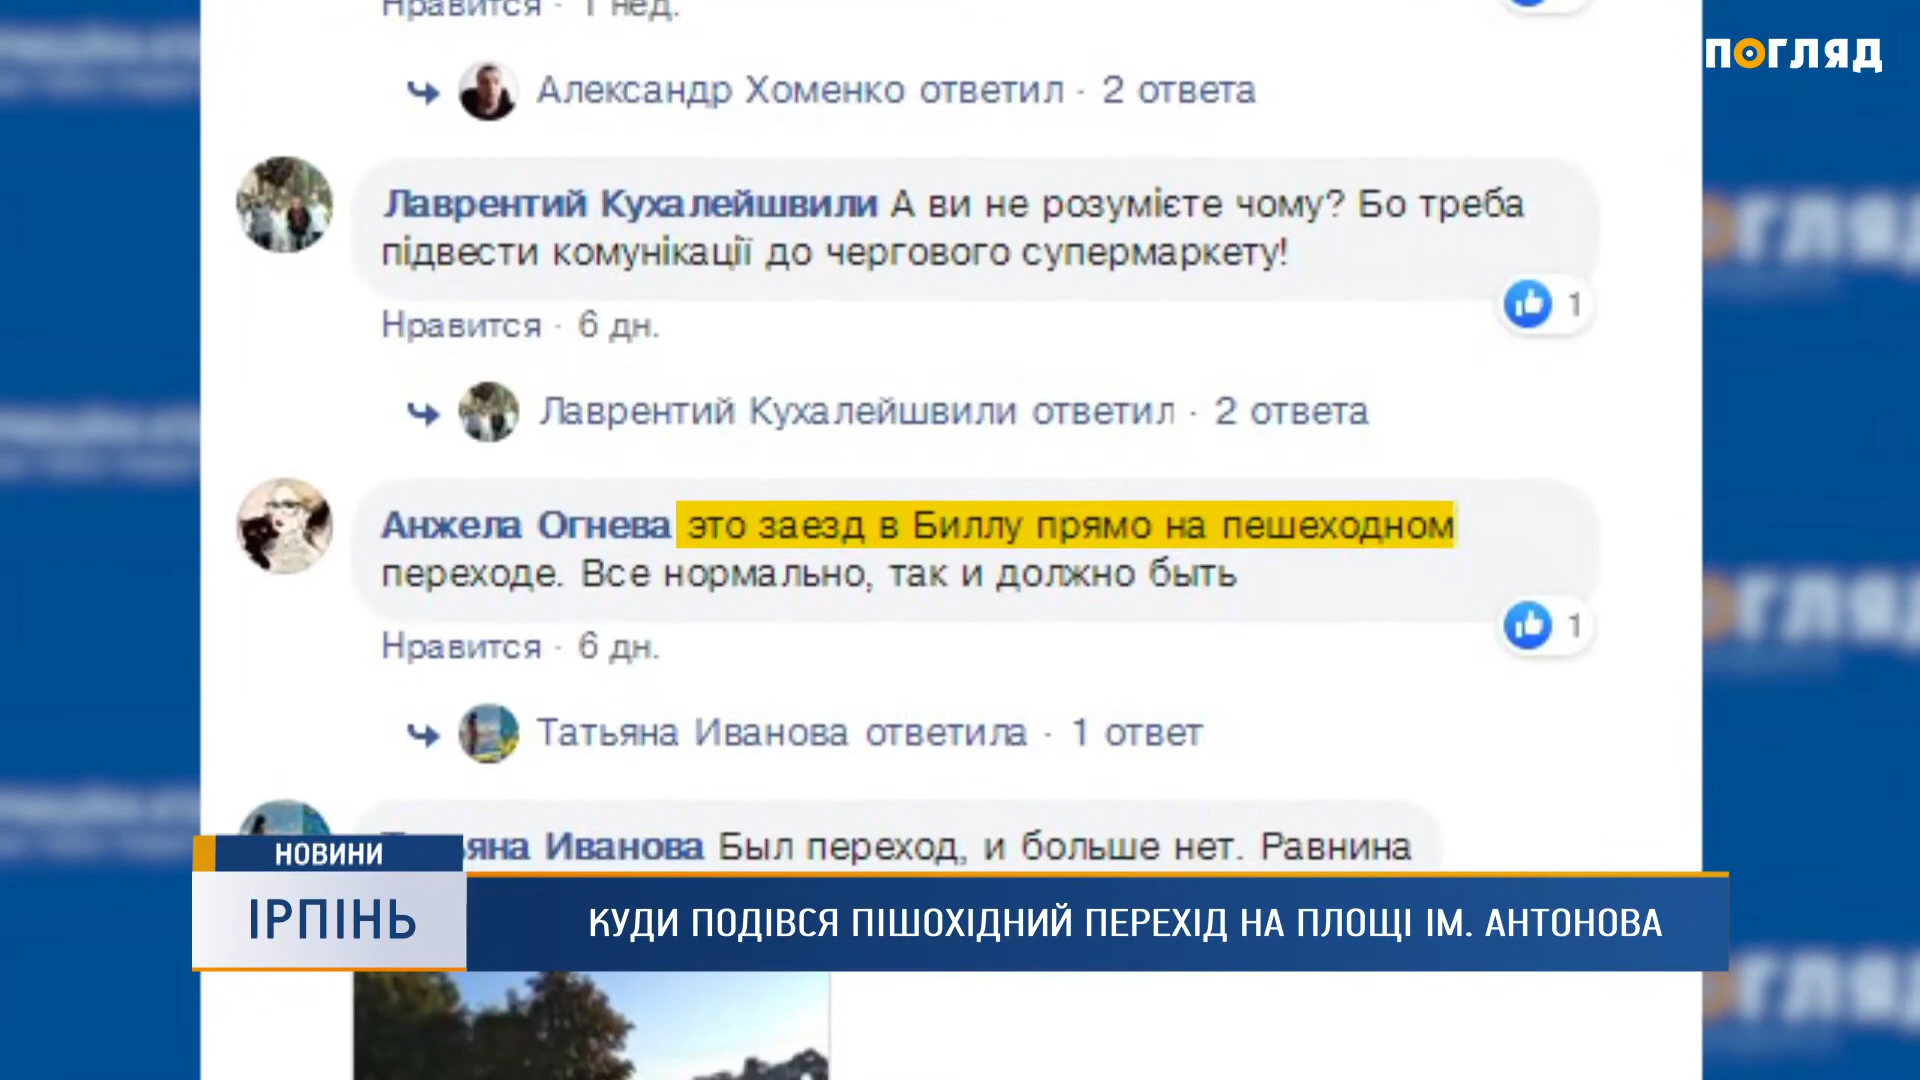 Нравится · 1 нед.
погляд
Александр Хоменко ответил · 2 ответа
Лаврентий Кухалейшвили А ви не розумієте чому? Бо треба
підвести комунікації до чергового супермаркету!
1
Нравится · 6 дн.
Лаврентий Кухалейшвили ответил · 2 ответа
Анжела Огнева это заезд в Биллу прямо на пешеходном
переходе. Все нормально, так и должно быть
1
Нравится · 6 дн.
Татьяна Иванова ответила · 1 ответ
яна Иванова Был переход, и больше нет. Равнина
НОВИНИ
ІРПІНЬ
КУДИ ПОДІВСЯ ПІШОХІДНИЙ ПЕРЕХІД НА ПЛОЩІ ІМ. АНТОНОВА